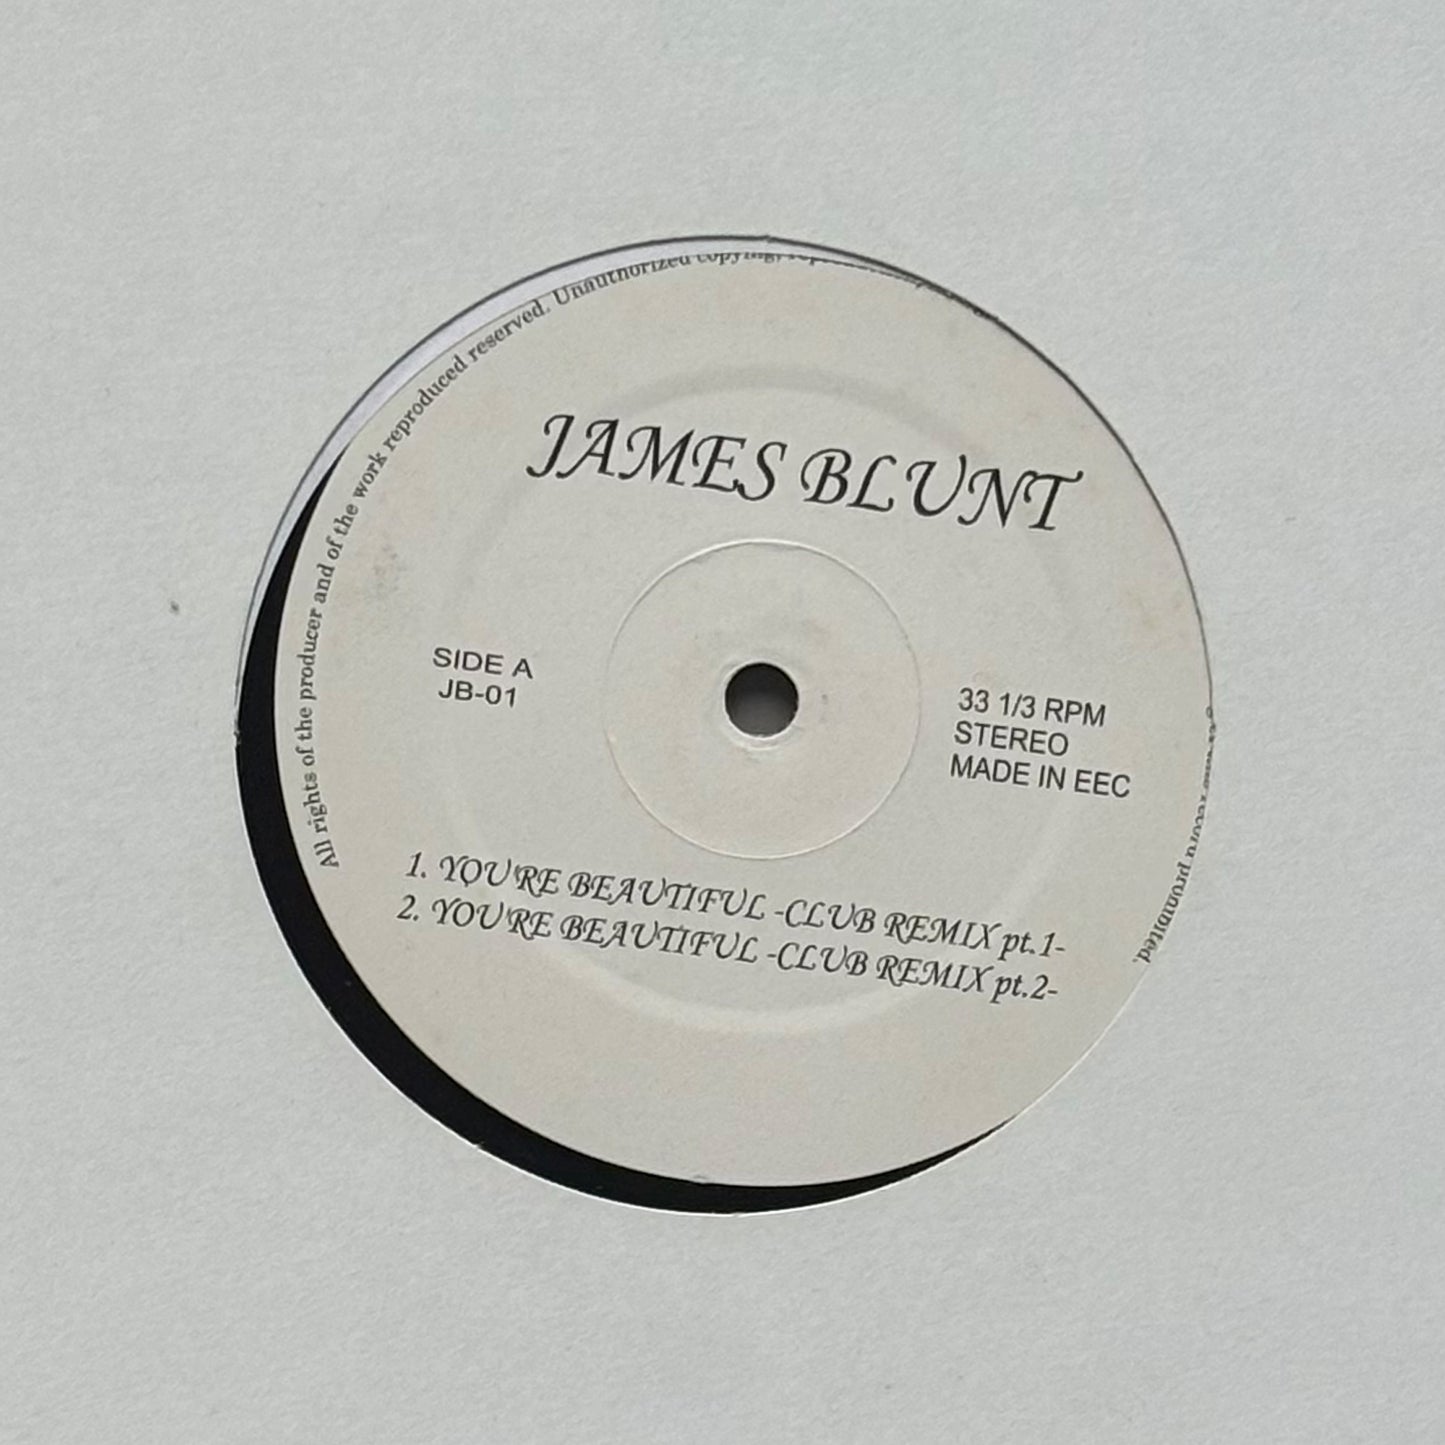 All rights of the producer and of the work reproduced reserved. Unauthorized copying, record prohibited.
JAMES BLUNT
SIDE A
JB-01
33 1/3 RPM
STEREO
MADE IN EEC
1. YOU'RE BEAUTIFUL -CLUB REMIX pt.1-
2. YOU'RE BEAUTIFUL -CLUB REMIX pt.2-